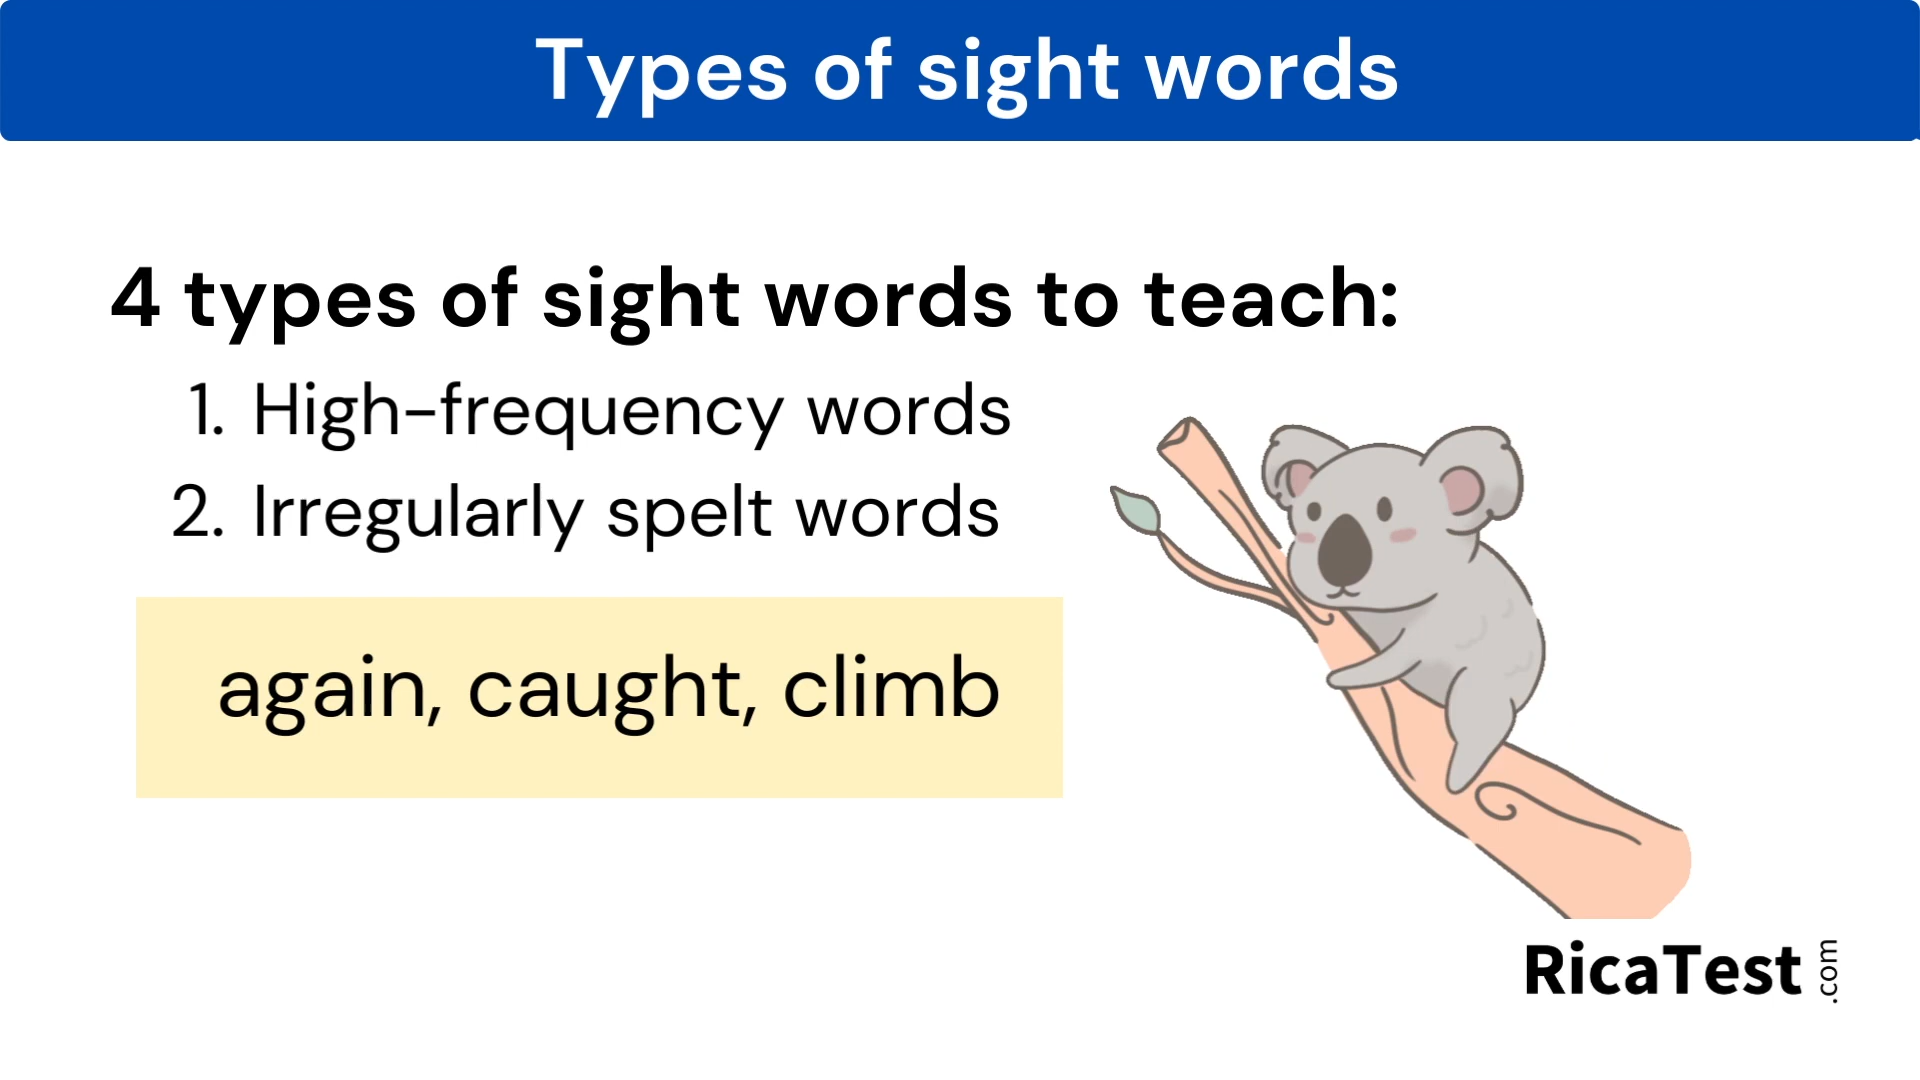 Types of sight words
4 types of sight words to teach:
1. High-frequency words
2. Irregularly spelt words
again, caught, climb
RicaTest .com